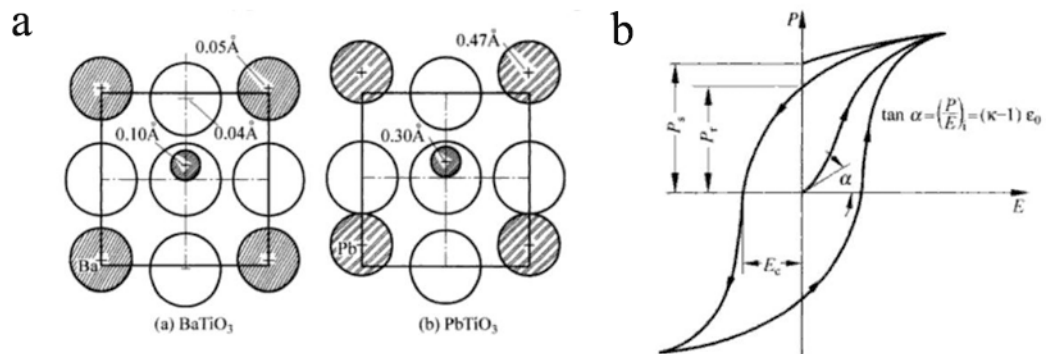 a
0.05Å
0.10Å
0.04Å
Ba
(a) BaTiO₃
0.47Å
0.30Å
Pb
(b) PbTiO₃
b
P
Pₛ
Pᵣ
tan α=(P/E)ᵢ=(κ−1) ε₀
α
E
E_c